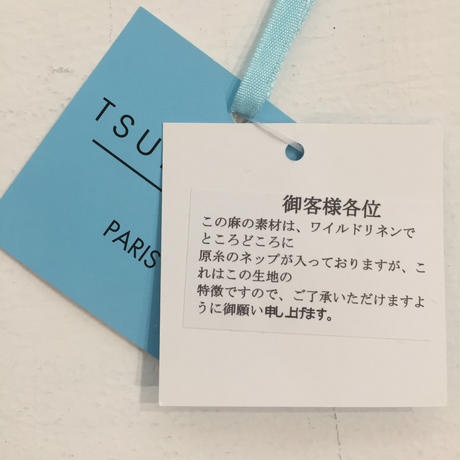 TSU
PARIS
御客様各位
この麻の素材は、ワイルドリネンで
ところどころに
原糸のネップが入っておりますが、こ
れはこの生地の
特徴ですので、ご了承いただけますよ
うに御願い申し上げます。